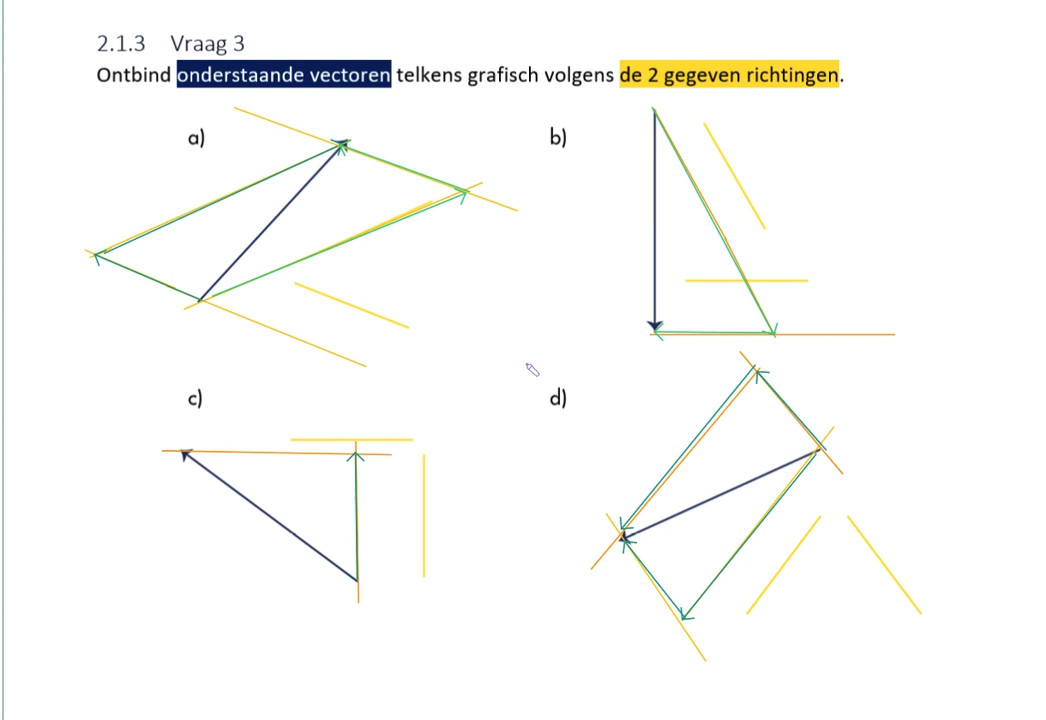 2.1.3 Vraag 3
Ontbind onderstaande vectoren telkens grafisch volgens de 2 gegeven richtingen.
a)
b)
c)
d)